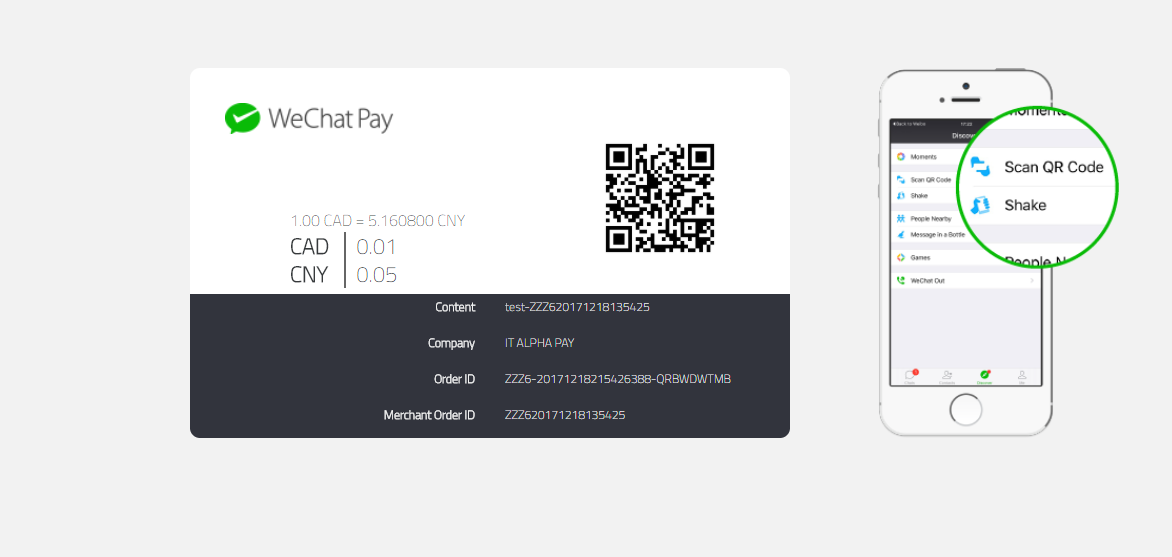 WeChat Pay
1.00 CAD = 5.160800 CNY
CAD 0.01
CNY 0.05
Content test-ZZZ620171218135425
Company IT ALPHA PAY
Order ID ZZZ6-20171218215426388-QRBWDWTMB
Merchant Order ID ZZZ620171218135425
Discov
Moments
Scan QR Code
Shake
People Nearby
Message in a Bottle
Games
WeChat Out
Moments
Scan QR Code
Shake
People N